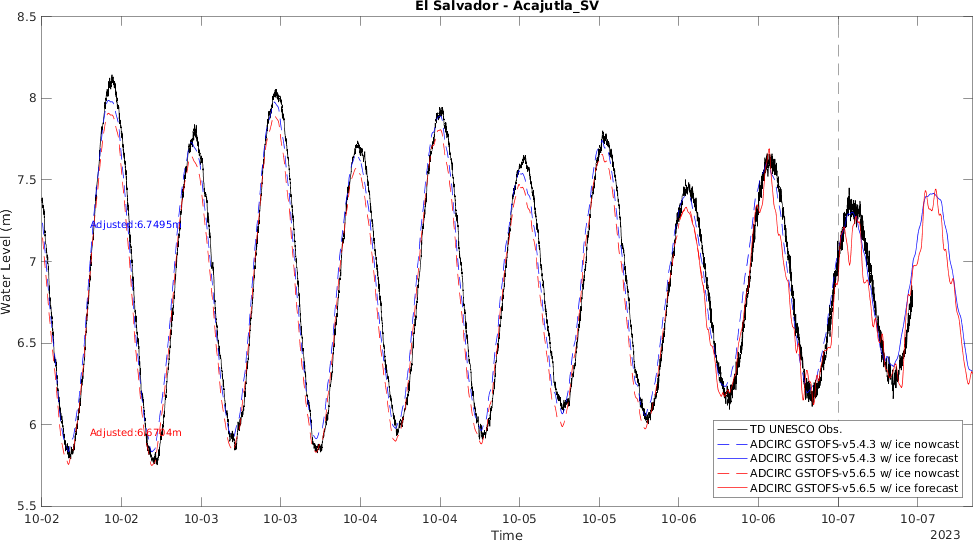 El Salvador - Acajutla_SV
8.5
8
7.5
7
6.5
6
5.5
Water Level (m)
Adjusted:6.7495m
Adjusted:6.6704m
TD UNESCO Obs.
ADCIRC GSTOFS-v5.4.3 w/ ice nowcast
ADCIRC GSTOFS-v5.4.3 w/ ice forecast
ADCIRC GSTOFS-v5.6.5 w/ ice nowcast
ADCIRC GSTOFS-v5.6.5 w/ ice forecast
10-02 10-02 10-03 10-03 10-04 10-04 10-05 10-05 10-06 10-06 10-07 10-07
Time
2023